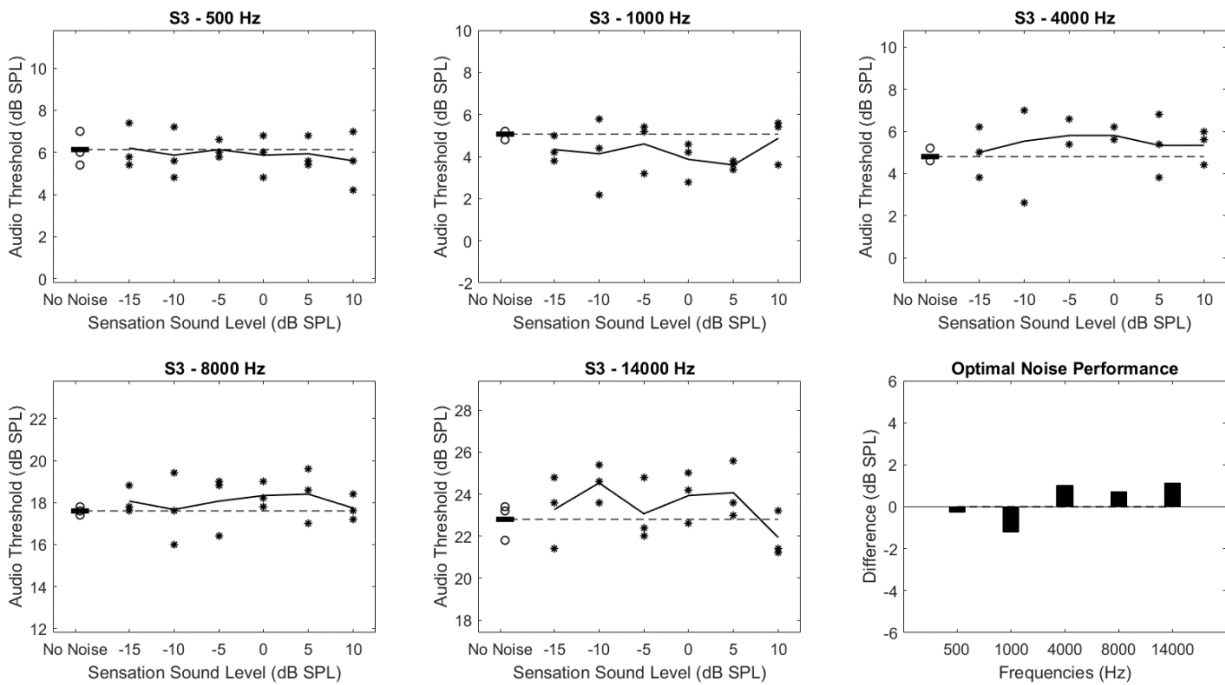 S3 - 500 Hz
Audio Threshold (dB SPL)
10
8
6
4
2
0
No Noise -15 -10 -5 0 5 10
Sensation Sound Level (dB SPL)
S3 - 1000 Hz
Audio Threshold (dB SPL)
10
8
6
4
2
0
-2
No Noise -15 -10 -5 0 5 10
Sensation Sound Level (dB SPL)
S3 - 4000 Hz
Audio Threshold (dB SPL)
10
8
6
4
2
0
No Noise -15 -10 -5 0 5 10
Sensation Sound Level (dB SPL)
S3 - 8000 Hz
Audio Threshold (dB SPL)
22
20
18
16
14
12
No Noise -15 -10 -5 0 5 10
Sensation Sound Level (dB SPL)
S3 - 14000 Hz
Audio Threshold (dB SPL)
28
26
24
22
20
18
No Noise -15 -10 -5 0 5 10
Sensation Sound Level (dB SPL)
Optimal Noise Performance
Difference (dB SPL)
6
4
2
0
-2
-4
-6
500 1000 4000 8000 14000
Frequencies (Hz)